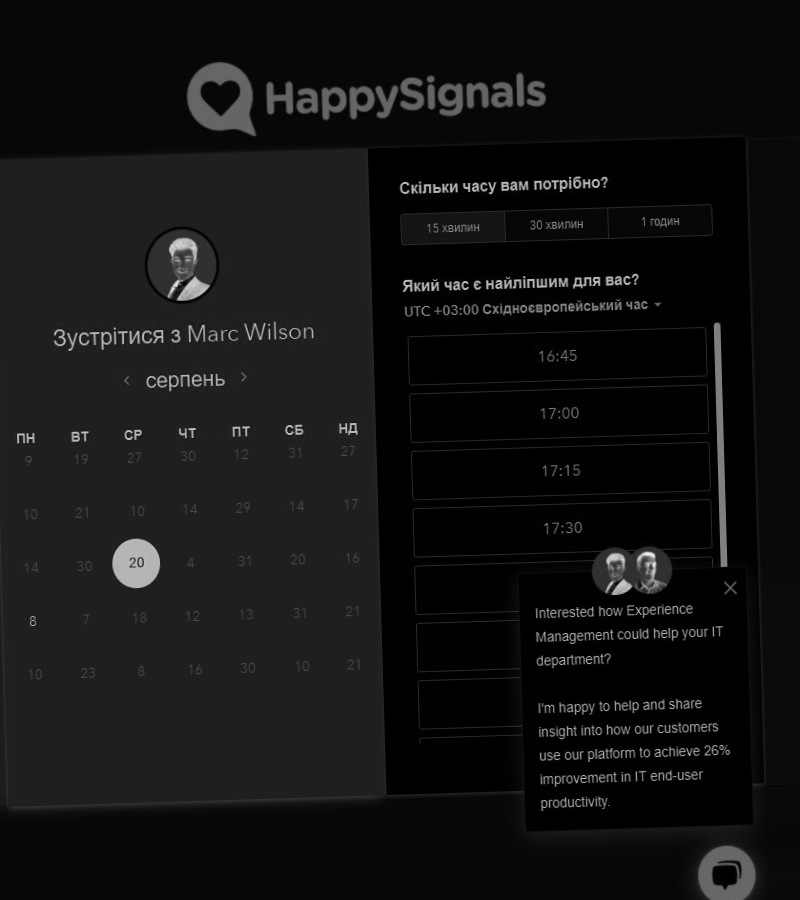 HappySignals
Зустрітися з Marc Wilson
серпень
ПН ВТ СР ЧТ ПТ СБ НД
9 19 27 30 12 31 27
10 21 10 14 29 14 17
14 30 20 4 31 20 16
8 7 18 12 13 31 21
10 23 8 16 30 10 21
Скільки часу вам потрібно?
15 хвилин 30 хвилин 1 годин
Який час є найліпшим для вас?
UTC +03:00 Східноєвропейський час
16:45
17:00
17:15
17:30
Interested how Experience
Management could help your IT
department?
I'm happy to help and share
insight into how our customers
use our platform to achieve 26%
improvement in IT end-user
productivity.